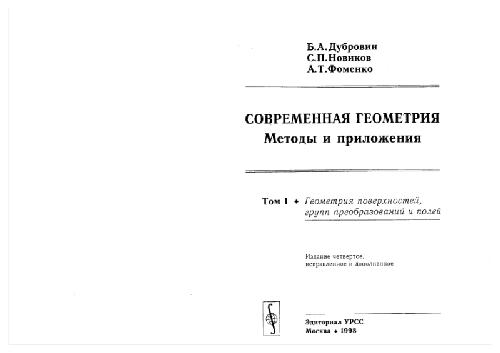 Б.А.Дубровин
С.П.Новиков
А.Т.Фоменко
СОВРЕМЕННАЯ ГЕОМЕТРИЯ
Методы и приложения
Том I • Геометрия поверхностей,
групп преобразований и полей
Издание четвертое,
исправленное и дополненное
Эдиториал УРСС
Москва • 1998